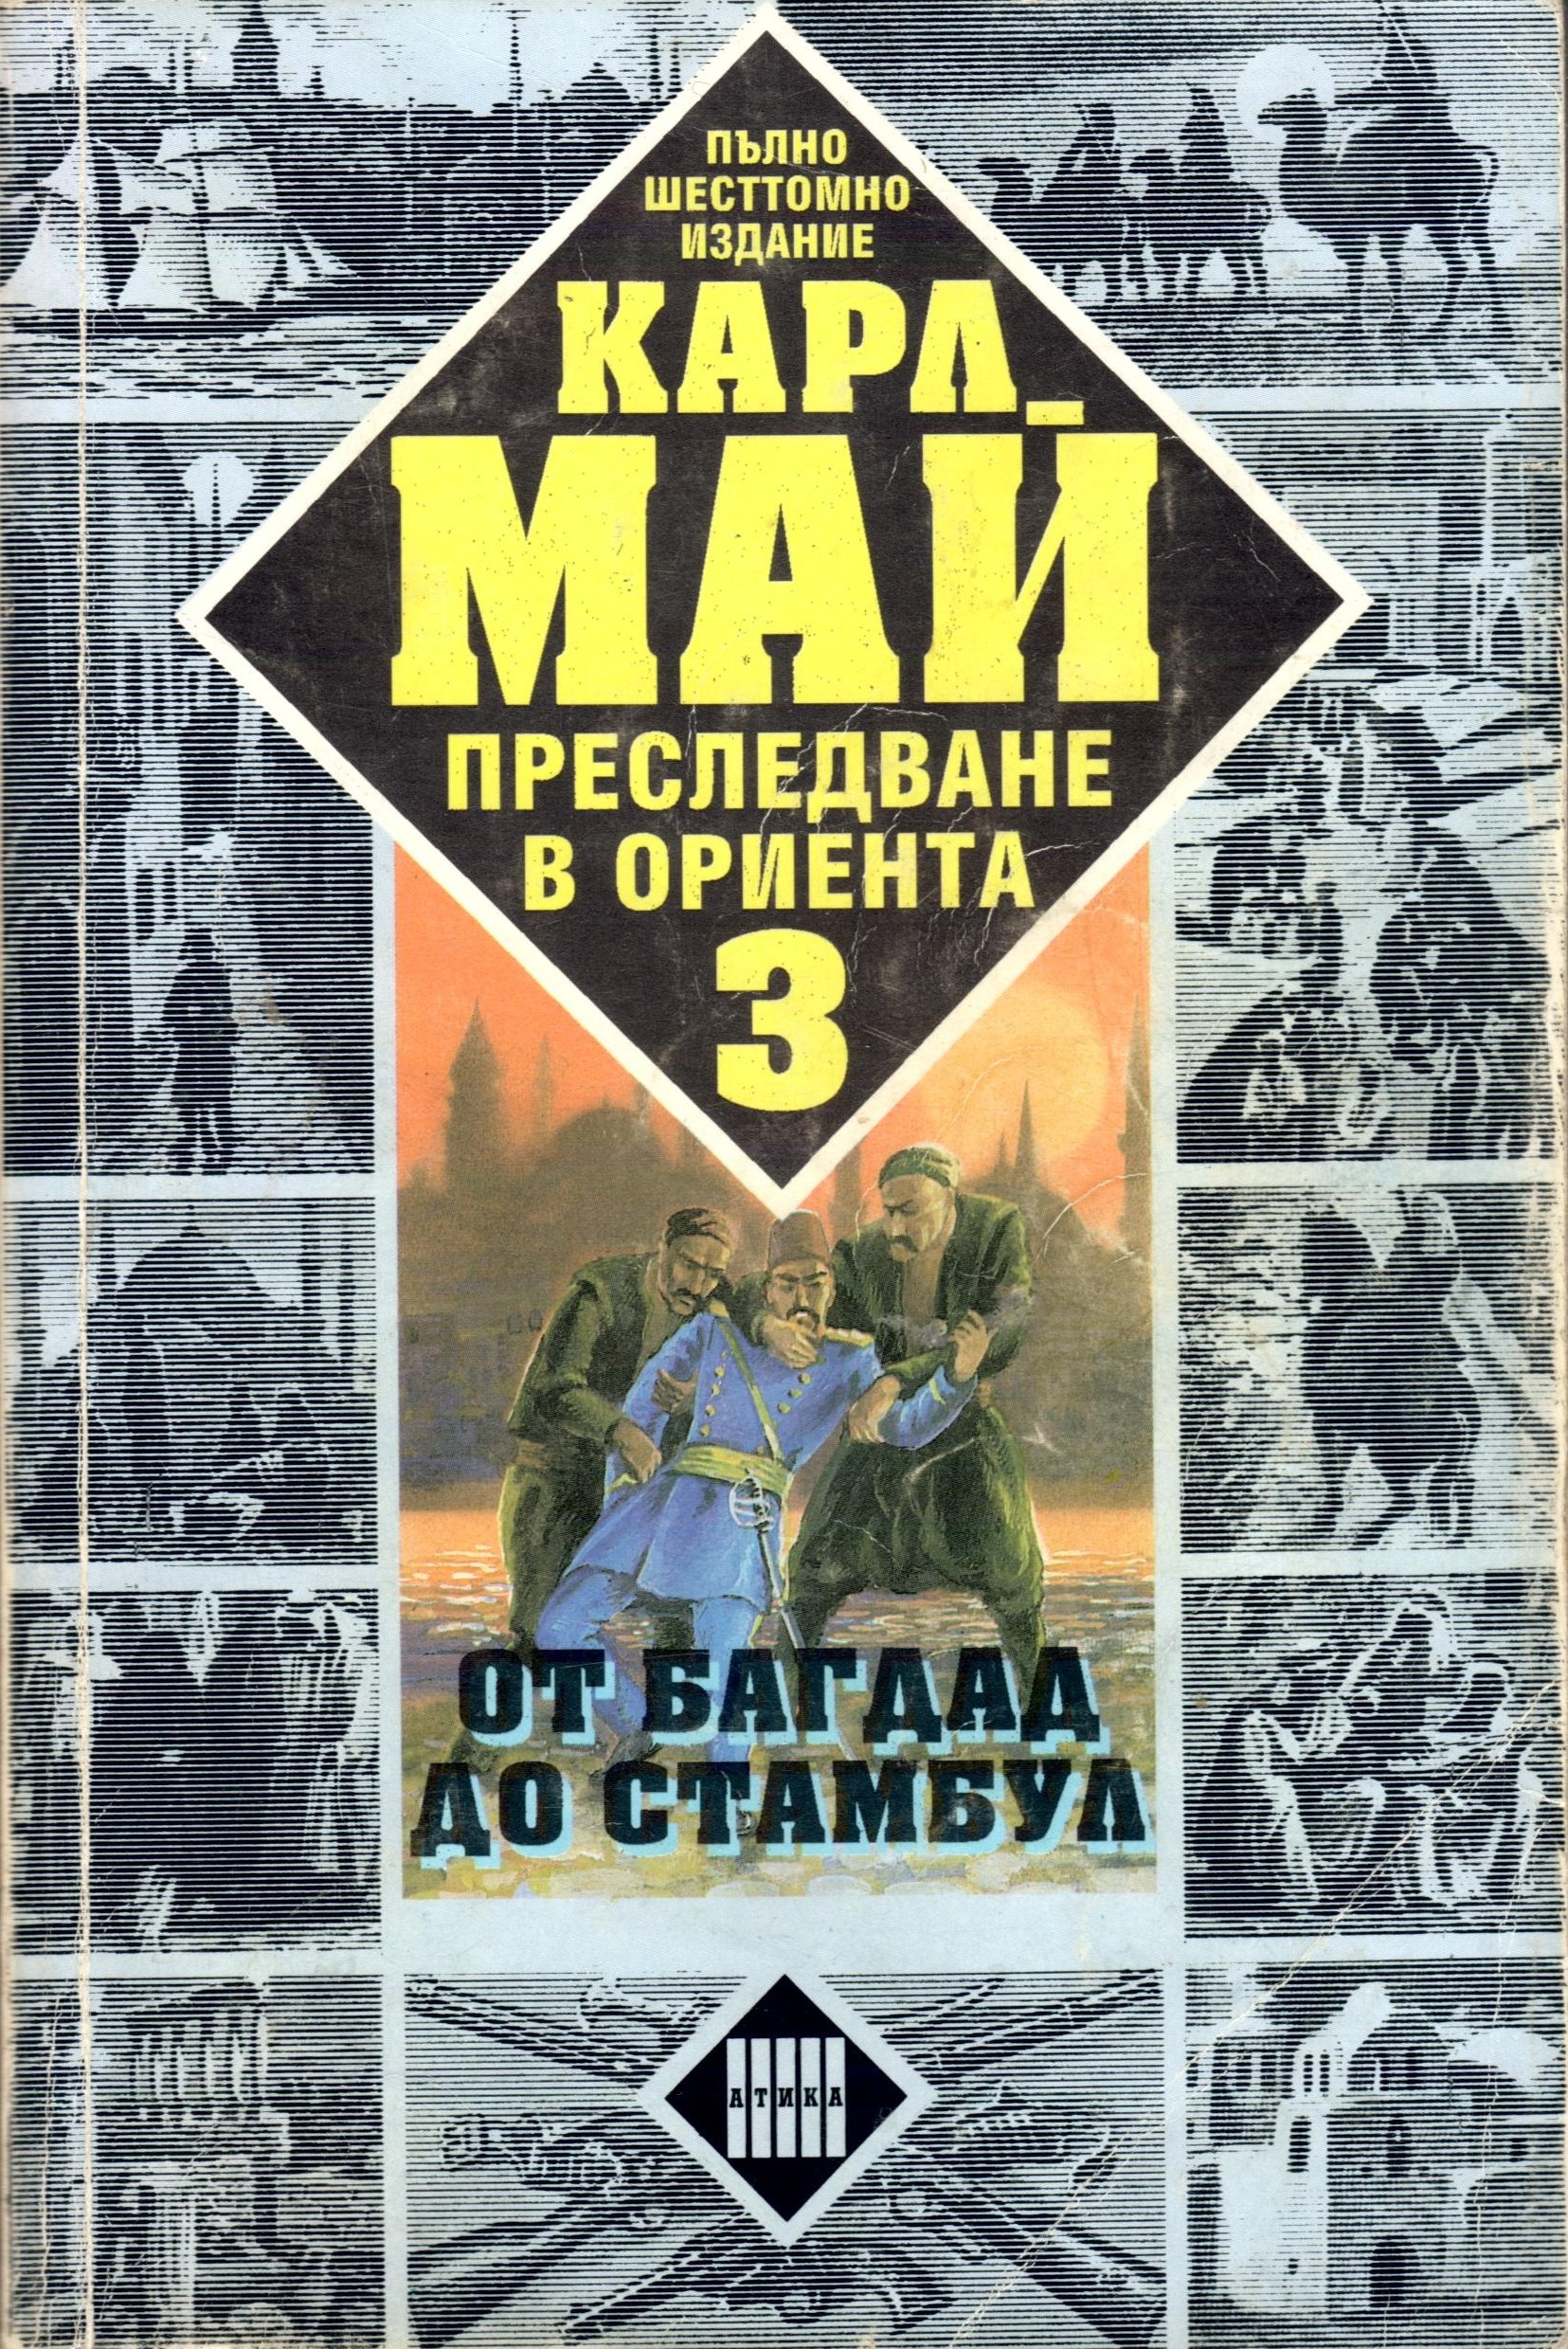 ПЪЛНО
ШЕСТТОМНО
ИЗДАНИЕ
КАРЛ
МАЙ
ПРЕСЛЕДВАНЕ
В ОРИЕНТА
3
ОТ БАГДАД
ДО СТАМБУЛ
АТИКА